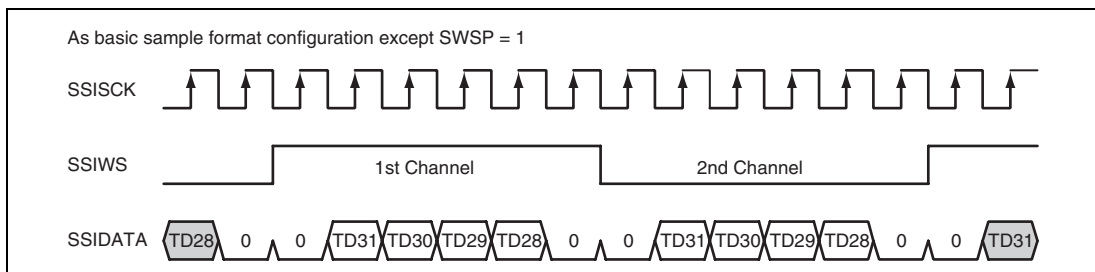 As basic sample format configuration except SWSP = 1
SSISCK
SSIWS 1st Channel 2nd Channel
SSIDATA TD28 0 0 TD31 TD30 TD29 TD28 0 0 TD31 TD30 TD29 TD28 0 0 TD31